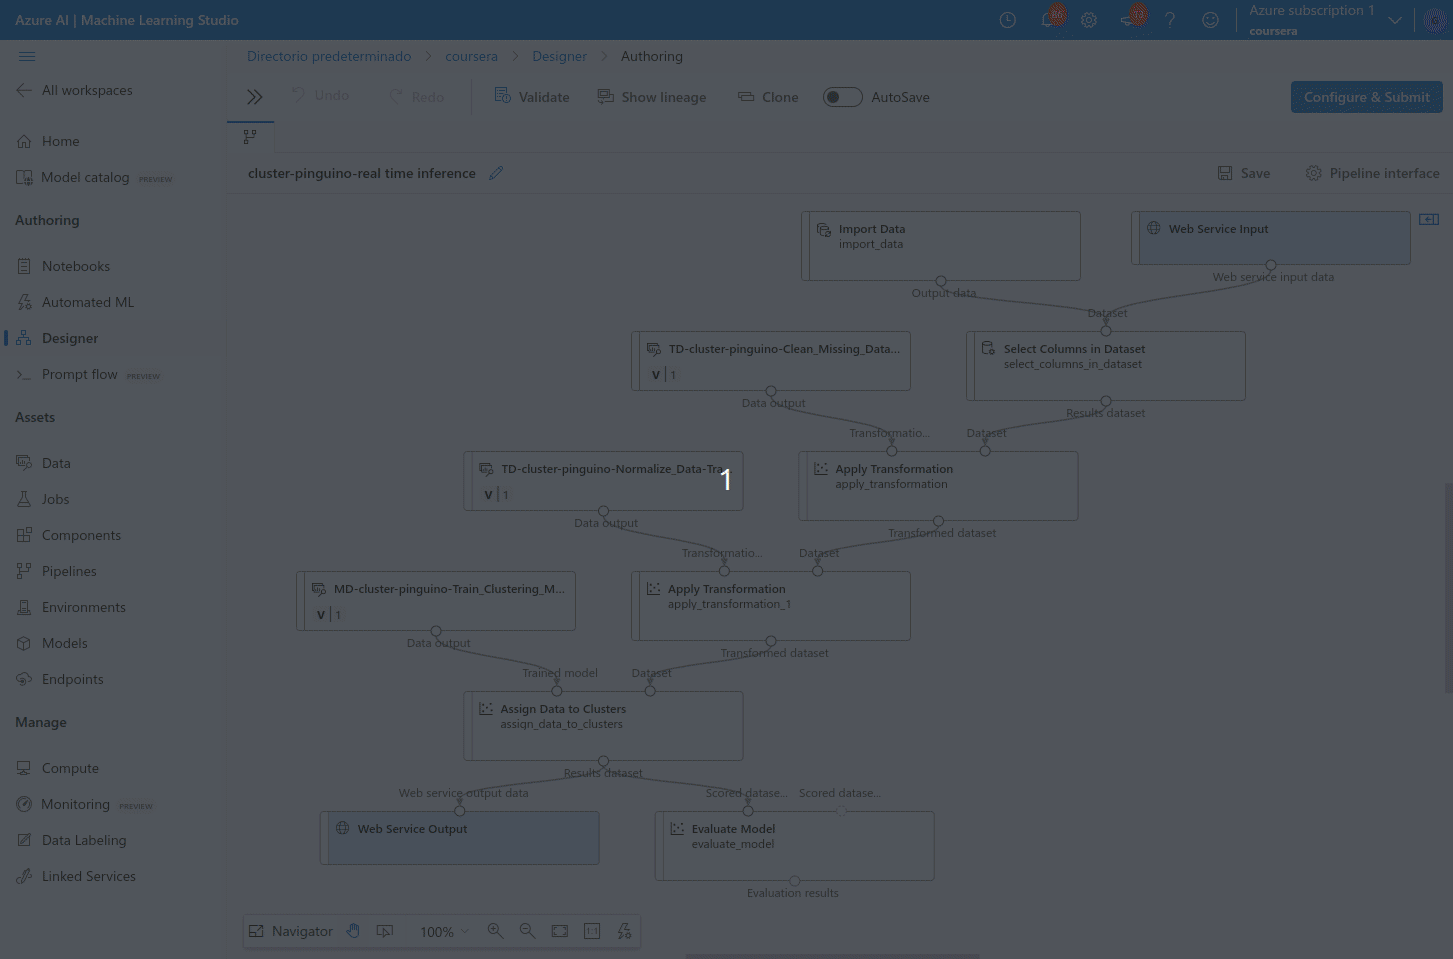 Azure AI | Machine Learning Studio
Azure subscription 1
coursera
All workspaces
Home
Model catalog PREVIEW
Authoring
Notebooks
Automated ML
Designer
Prompt flow PREVIEW
Assets
Data
Jobs
Components
Pipelines
Environments
Models
Endpoints
Manage
Compute
Monitoring PREVIEW
Data Labeling
Linked Services
Directorio predeterminado > coursera > Designer > Authoring
Undo Redo Validate Show lineage Clone AutoSave Configure & Submit
cluster-pinguino-real time inference
Save Pipeline interface
Import Data
import_data
Output data
Web Service Input
Web service input data
Dataset
TD-cluster-pinguino-Clean_Missing_Data...
V | 1
Data output
Select Columns in Dataset
select_columns_in_dataset
Results dataset
Transformatio... Dataset
TD-cluster-pinguino-Normalize_Data-Tra
V | 1
Data output
1
Apply Transformation
apply_transformation
Transformed dataset
Transformatio... Dataset
MD-cluster-pinguino-Train_Clustering_M...
V | 1
Data output
Apply Transformation
apply_transformation_1
Transformed dataset
Trained model Dataset
Assign Data to Clusters
assign_data_to_clusters
Results dataset
Web service output data Scored datase... Scored datase...
Web Service Output
Evaluate Model
evaluate_model
Evaluation results
Navigator 100% 1:1